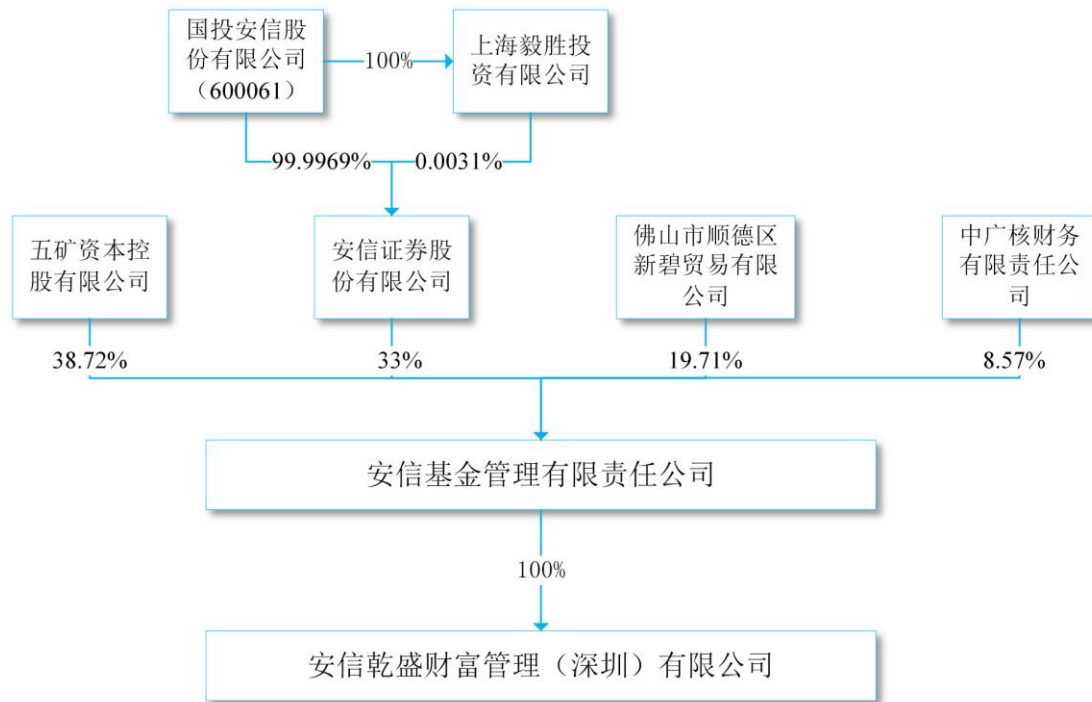 国投安信股
份有限公司
（600061）
100%
上海毅胜投
资有限公司
99.9969%
0.0031%
五矿资本控
股有限公司
安信证券股
份有限公司
佛山市顺德区
新碧贸易有限
公司
中广核财务
有限责任公
司
38.72%
33%
19.71%
8.57%
安信基金管理有限责任公司
100%
安信乾盛财富管理（深圳）有限公司